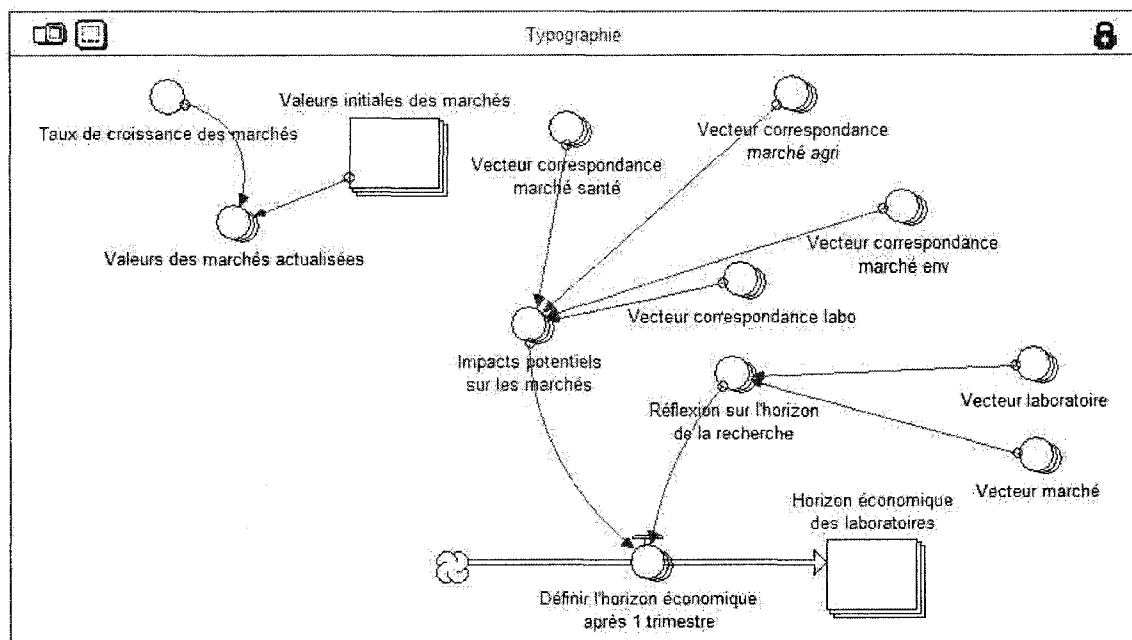 Typographie
Valeurs initiales des marchés
Taux de croissance des marchés
Vecteur correspondance
marché agri
Vecteur correspondance
marché santé
Valeurs des marchés actualisées
Vecteur correspondance
marché env
Vecteur correspondance labo
Impacts potentiels
sur les marchés
Réflexion sur l'horizon
de la recherche
Vecteur laboratoire
Vecteur marché
Horizon économique
des laboratoires
Définir l'horizon économique
après 1 trimestre